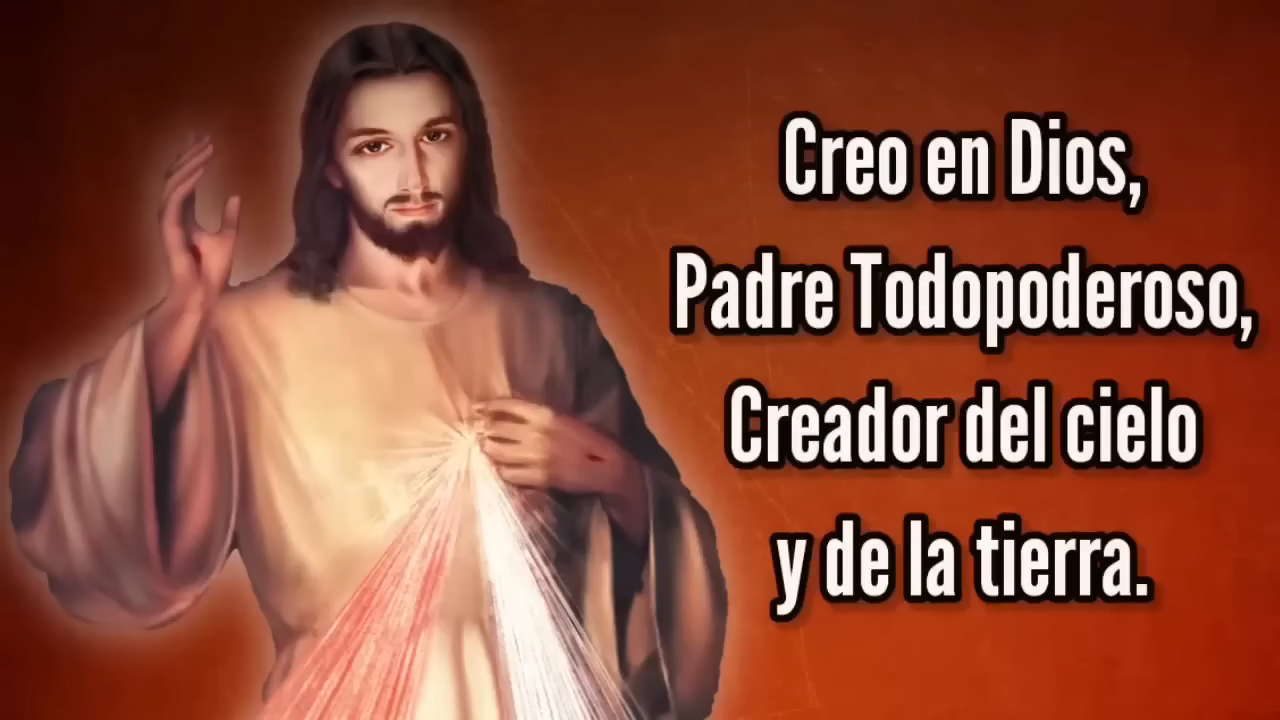 Creo en Dios,
Padre Todopoderoso,
Creador del cielo
y de la tierra.